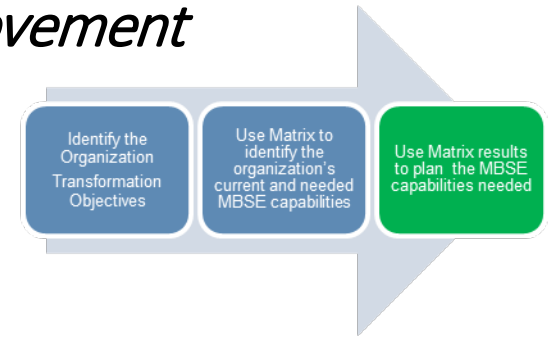 Identify the
Organization
Transformation
Objectives
Use Matrix to
identify the
organization's
current and needed
MBSE capabilities
Use Matrix results
to plan the MBSE
capabilities needed